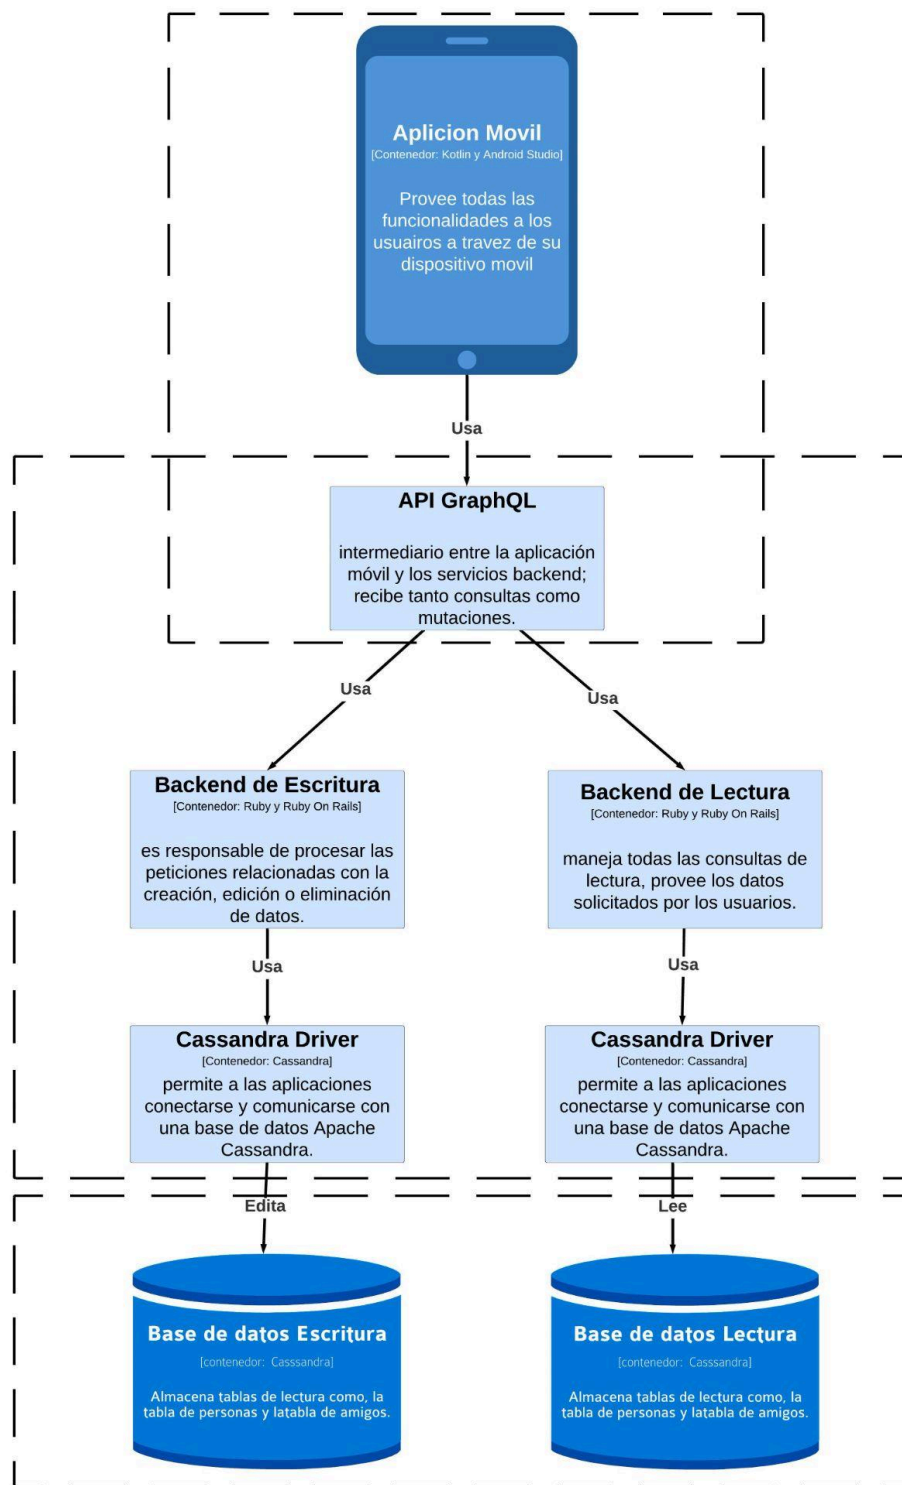 Aplicion Movil
[Contenedor: Kotlin y Android Studio]
Provee todas las
funcionalidades a los
usuairos a travez de su
dispositivo movil
Usa
API GraphQL
intermediario entre la aplicación
móvil y los servicios backend;
recibe tanto consultas como
mutaciones.
Usa
Usa
Backend de Escritura
[Contenedor: Ruby y Ruby On Rails]
es responsable de procesar las
peticiones relacionadas con la
creación, edición o eliminación
de datos.
Backend de Lectura
[Contenedor: Ruby y Ruby On Rails]
maneja todas las consultas de
lectura, provee los datos
solicitados por los usuarios.
Usa
Usa
Cassandra Driver
[Contenedor: Cassandra]
permite a las aplicaciones
conectarse y comunicarse con
una base de datos Apache
Cassandra.
Cassandra Driver
[Contenedor: Cassandra]
permite a las aplicaciones
conectarse y comunicarse con
una base de datos Apache
Cassandra.
Edita
Lee
Base de datos Escritura
[contenedor: Casssandra]
Almacena tablas de lectura como, la
tabla de personas y latabla de amigos.
Base de datos Lectura
[contenedor: Casssandra]
Almacena tablas de lectura como, la
tabla de personas y latabla de amigos.